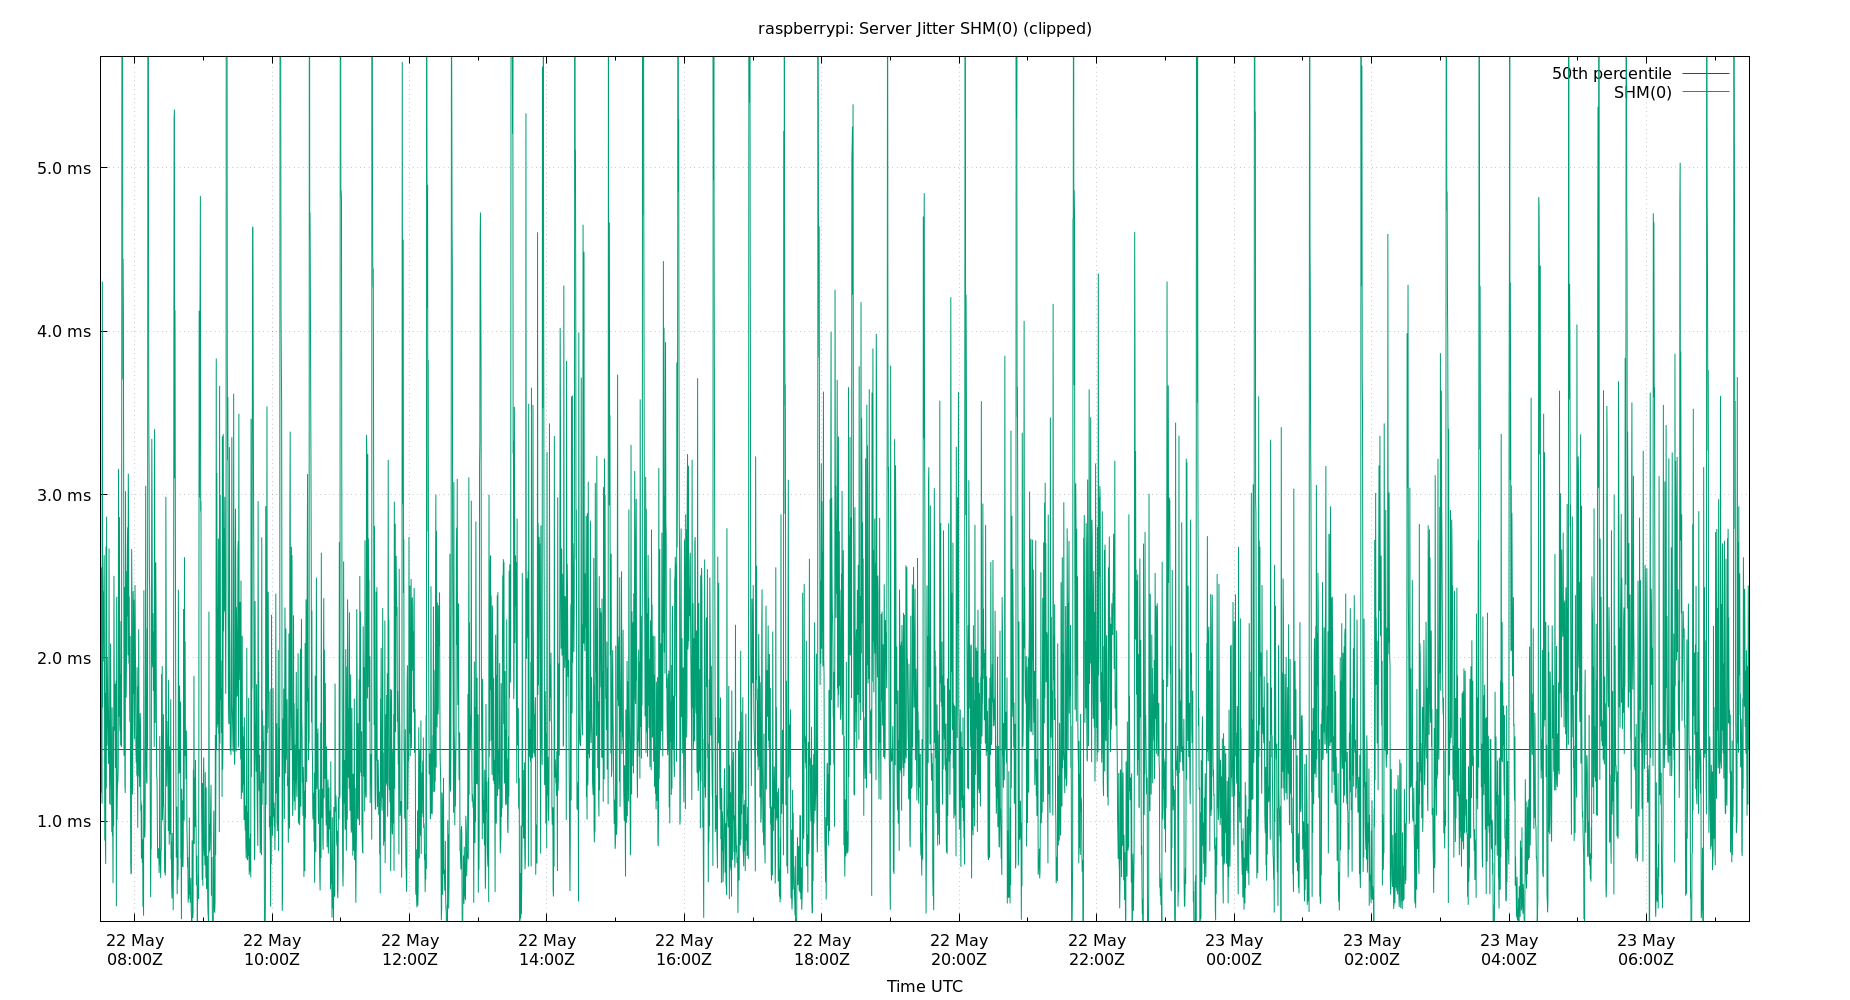 raspberrypi: Server Jitter SHM(0) (clipped)
50th percentile
SHM(0)
5.0 ms
4.0 ms
3.0 ms
2.0 ms
1.0 ms
22 May 22 May 22 May 22 May 22 May 22 May 22 May 22 May 23 May 23 May 23 May 23 May
08:00Z 10:00Z 12:00Z 14:00Z 16:00Z 18:00Z 20:00Z 22:00Z 00:00Z 02:00Z 04:00Z 06:00Z
Time UTC